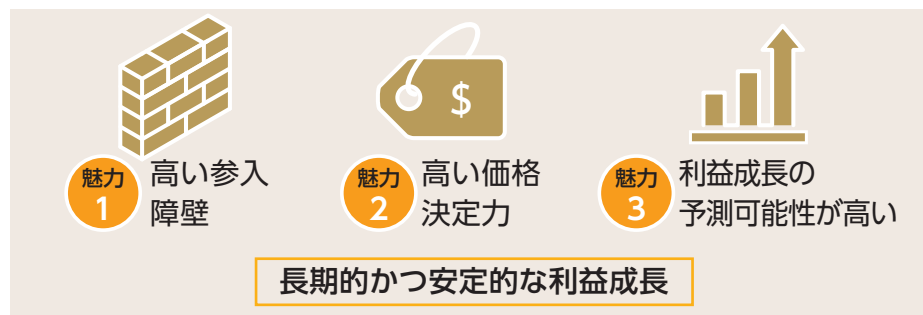 $
魅力
1
高い参入
障壁
魅力
2
高い価格
決定力
魅力
3
利益成長の
予測可能性が高い
長期的かつ安定的な利益成長